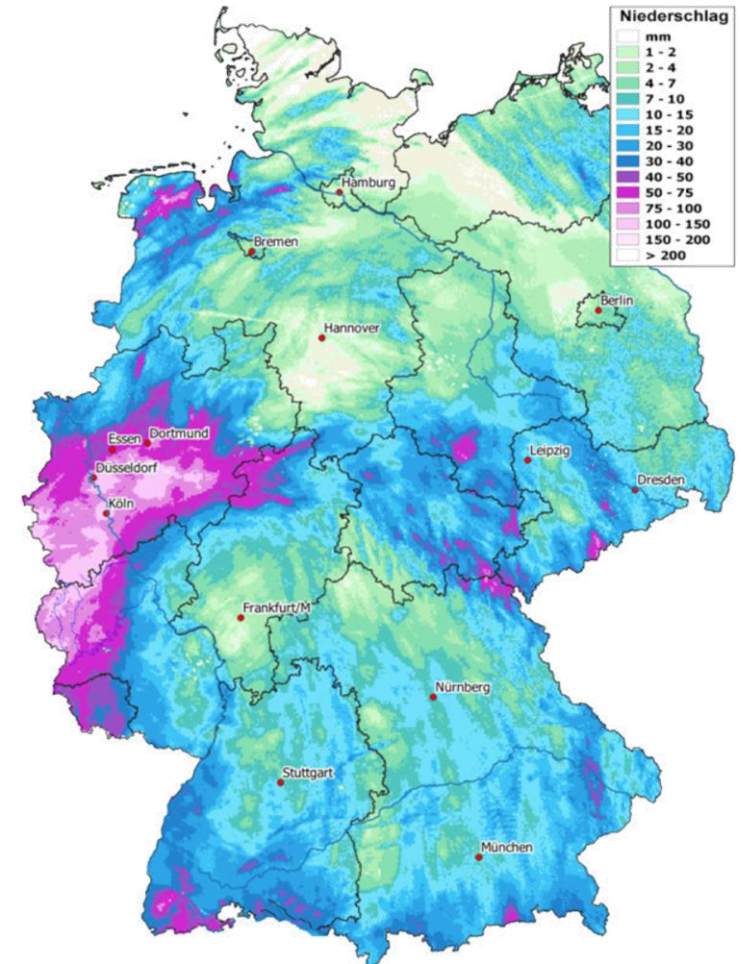 Niederschlag
mm
1 - 2
2 - 4
4 - 7
7 - 10
10 - 15
15 - 20
20 - 30
30 - 40
40 - 50
50 - 75
75 - 100
100 - 150
150 - 200
> 200
Hamburg
Bremen
Berlin
Hannover
Essen Dortmund
Düsseldorf
Leipzig
Dresden
Köln
Frankfurt/M
Nürnberg
Stuttgart
München